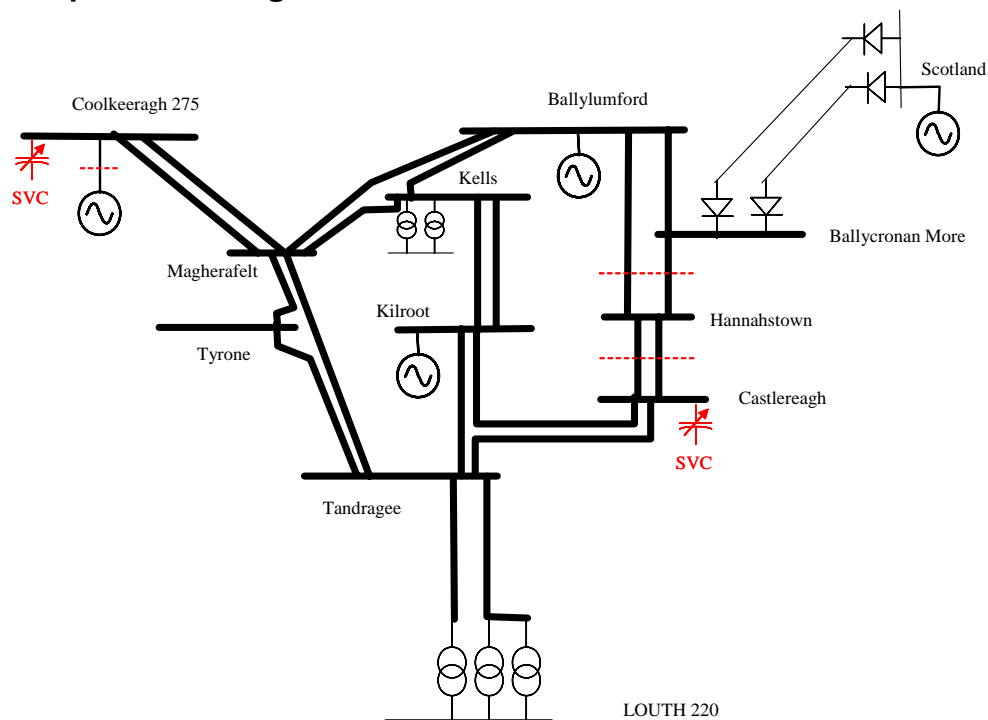 Scotland
Coolkeeragh 275
Ballylumford
SVC
Kells
Ballycronan More
Magherafelt
Kilroot
Hannahstown
Tyrone
Castlereagh
SVC
Tandragee
LOUTH 220